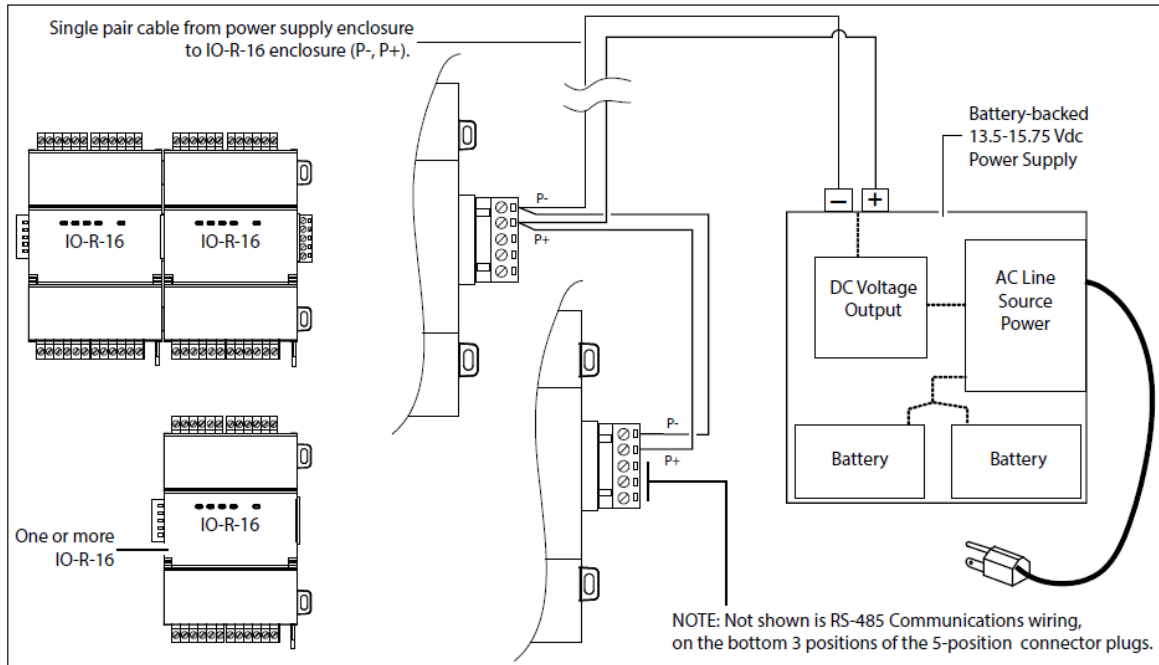 Single pair cable from power supply enclosure
to IO-R-16 enclosure (P-, P+).
Battery-backed
13.5-15.75 Vdc
Power Supply
P-
P+
− +
IO-R-16 IO-R-16
DC Voltage
Output
AC Line
Source
Power
P-
P+
Battery Battery
IO-R-16
One or more
IO-R-16
NOTE: Not shown is RS-485 Communications wiring,
on the bottom 3 positions of the 5-position connector plugs.